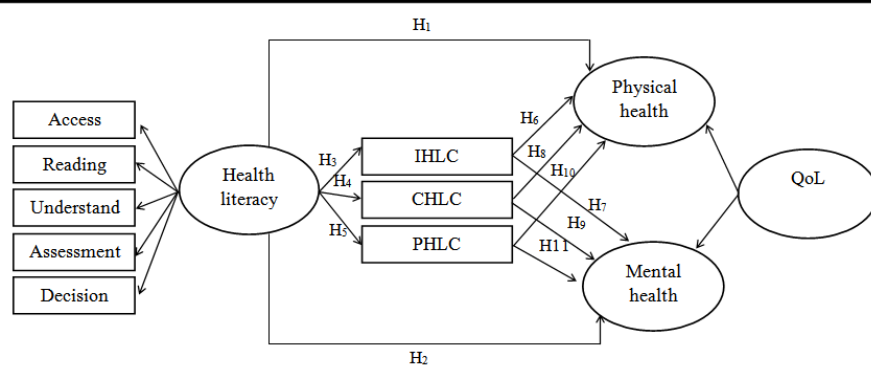 H1
Access
Reading
Understand
Assessment
Decision
Health
literacy
H3
H4
H5
IHLC
CHLC
PHLC
H6
H8
H10
H7
H9
H11
Physical
health
Mental
health
QoL
H2